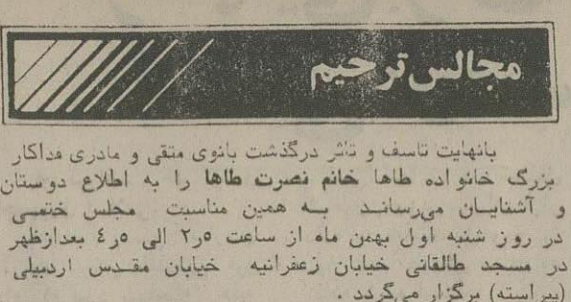 مجالس ترحیم
بانهایت تاسف و تاثر درگذشت بانوی متقی و مادری فداکار
بزرگ خانواده طاها خانم نصرت طاها را به اطلاع دوستان
و آشنایان می‌رساند به همین مناسبت مجلس ختمی
در روز شنبه اول بهمن ماه از ساعت ۲٫۵ الی ۴٫۵ بعدازظهر
در مسجد طالقانی خیابان زعفرانیه خیابان مقدس اردبیلی
(پیراسته) برگزار می‌گردد .